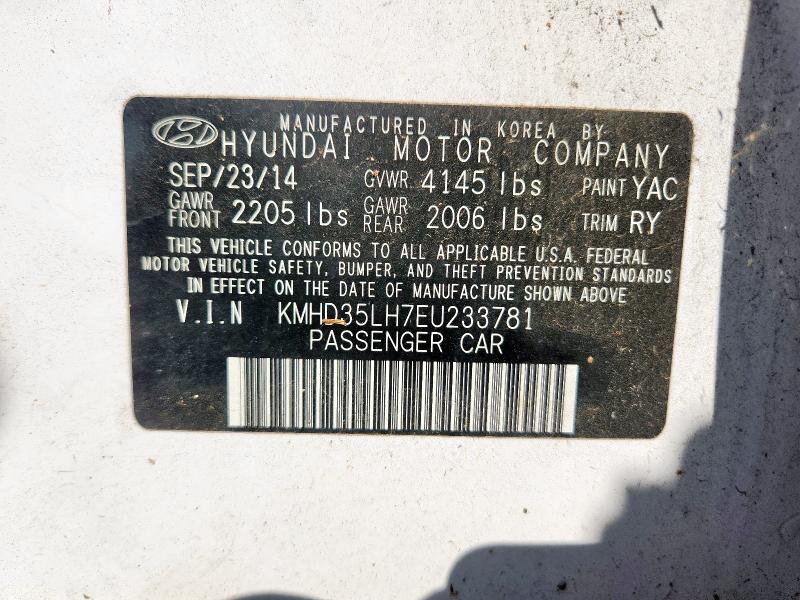 MANUFACTURED IN KOREA BY
HYUNDAI MOTOR COMPANY
SEP/23/14 GVWR 4145 lbs PAINT YAC
GAWR FRONT 2205 lbs GAWR REAR 2006 lbs TRIM RY
THIS VEHICLE CONFORMS TO ALL APPLICABLE U.S.A. FEDERAL
MOTOR VEHICLE SAFETY, BUMPER, AND THEFT PREVENTION STANDARDS
IN EFFECT ON THE DATE OF MANUFACTURE SHOWN ABOVE
V.I.N KMHD35LH7EU233781
PASSENGER CAR